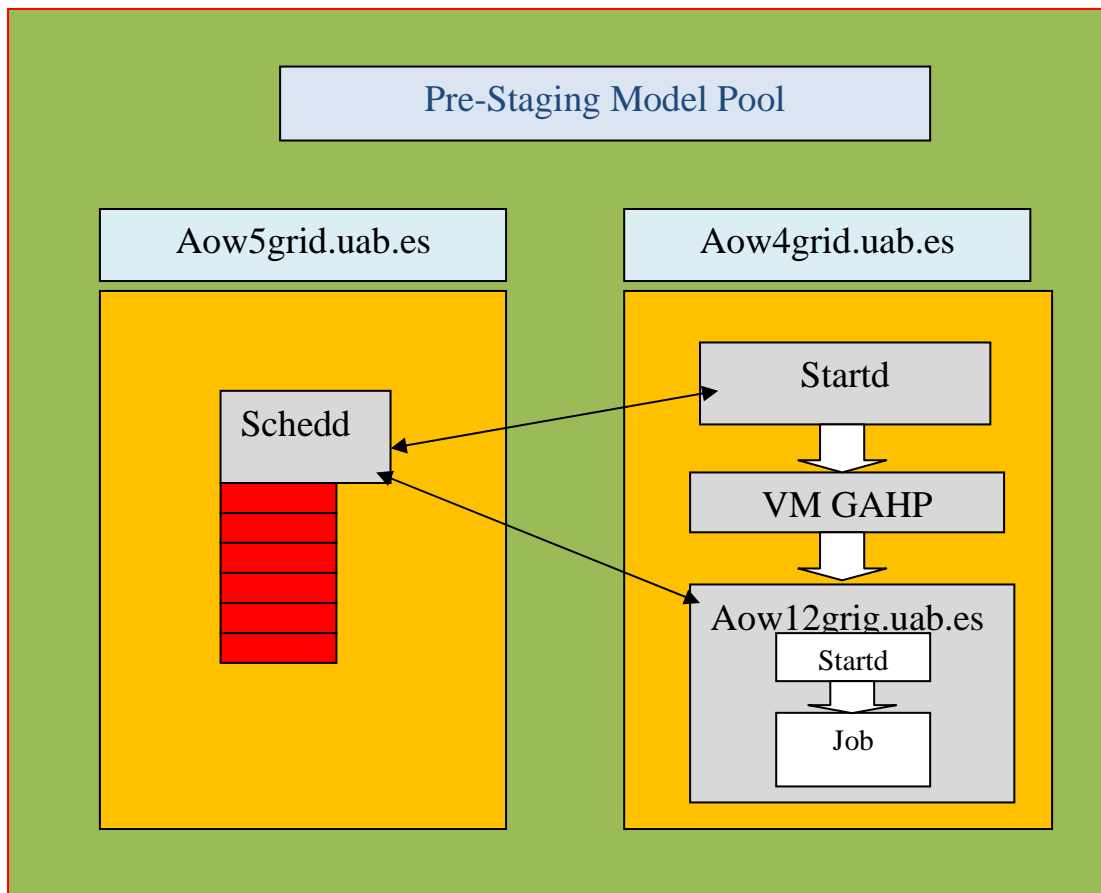 Pre-Staging Model Pool
Aow5grid.uab.es
Aow4grid.uab.es
Schedd
Startd
VM GAHP
Aow12grig.uab.es
Startd
Job